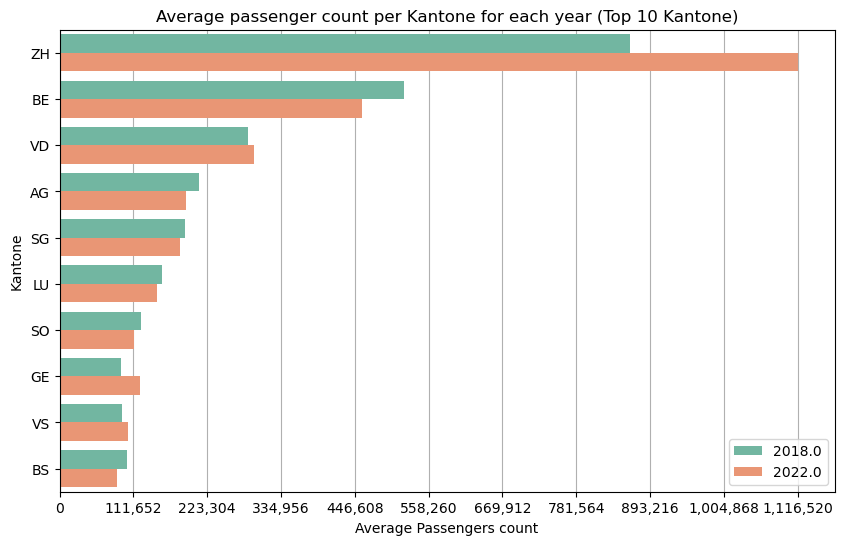 Average passenger count per Kantone for each year (Top 10 Kantone)
Kantone
ZH
BE
VD
AG
SG
LU
SO
GE
VS
BS
2018.0
2022.0
0 111,652 223,304 334,956 446,608 558,260 669,912 781,564 893,216 1,004,868 1,116,520
Average Passengers count